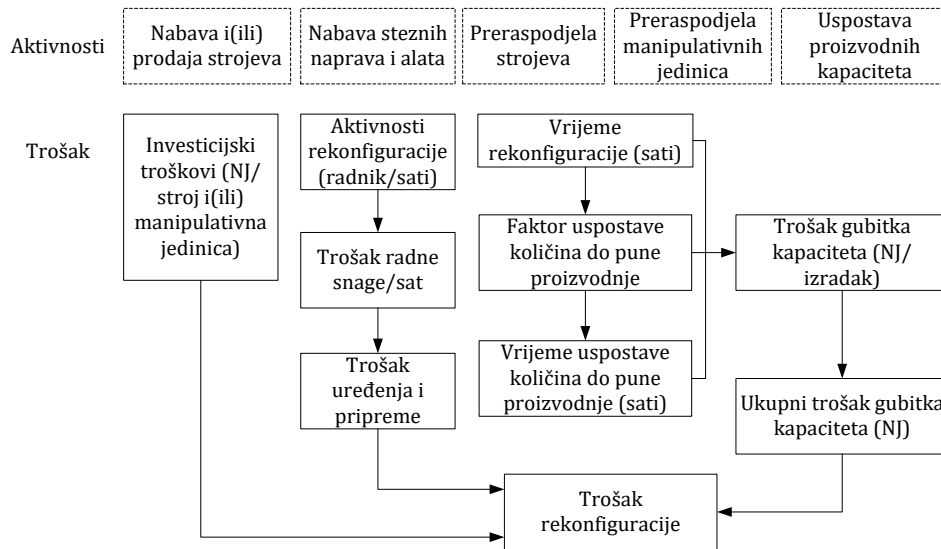 Aktivnosti
Nabava i(ili)
prodaja strojeva
Nabava steznih
naprava i alata
Preraspodjela
strojeva
Preraspodjela
manipulativnih
jedinica
Uspostava
proizvodnih
kapaciteta
Trošak
Investicijski
troškovi (NJ/
stroj i(ili)
manipulativna
jedinica)
Aktivnosti
rekonfiguracije
(radnik/sati)
Trošak radne
snage/sat
Trošak
uređenja i
pripreme
Vrijeme
rekonfiguracije (sati)
Faktor uspostave
količina do pune
proizvodnje
Vrijeme uspostave
količina do pune
proizvodnje (sati)
Trošak gubitka
kapaciteta (NJ/
izradak)
Ukupni trošak gubitka
kapaciteta (NJ)
Trošak
rekonfiguracije